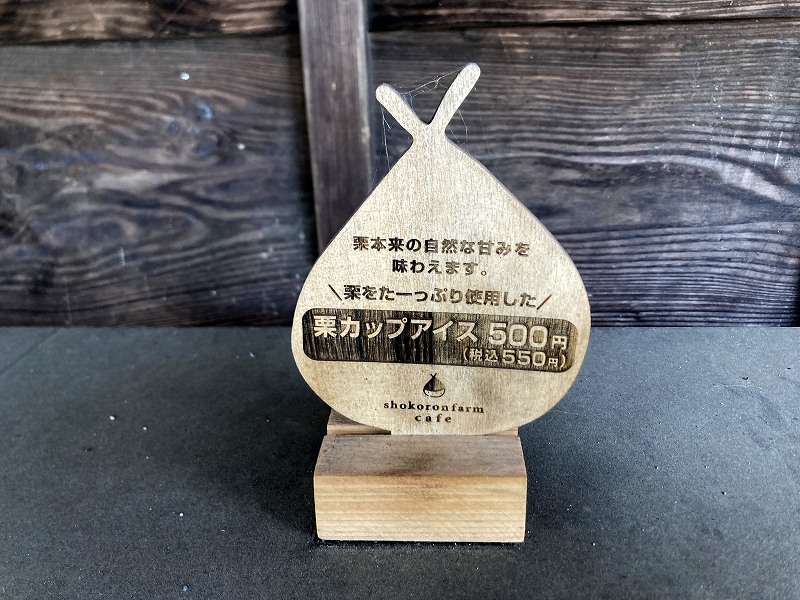 栗本来の自然な甘みを
味わえます。
＼栗をたーっぷり使用した／
栗カップアイス 500円
（税込550円）
shokoronfarm
cafe